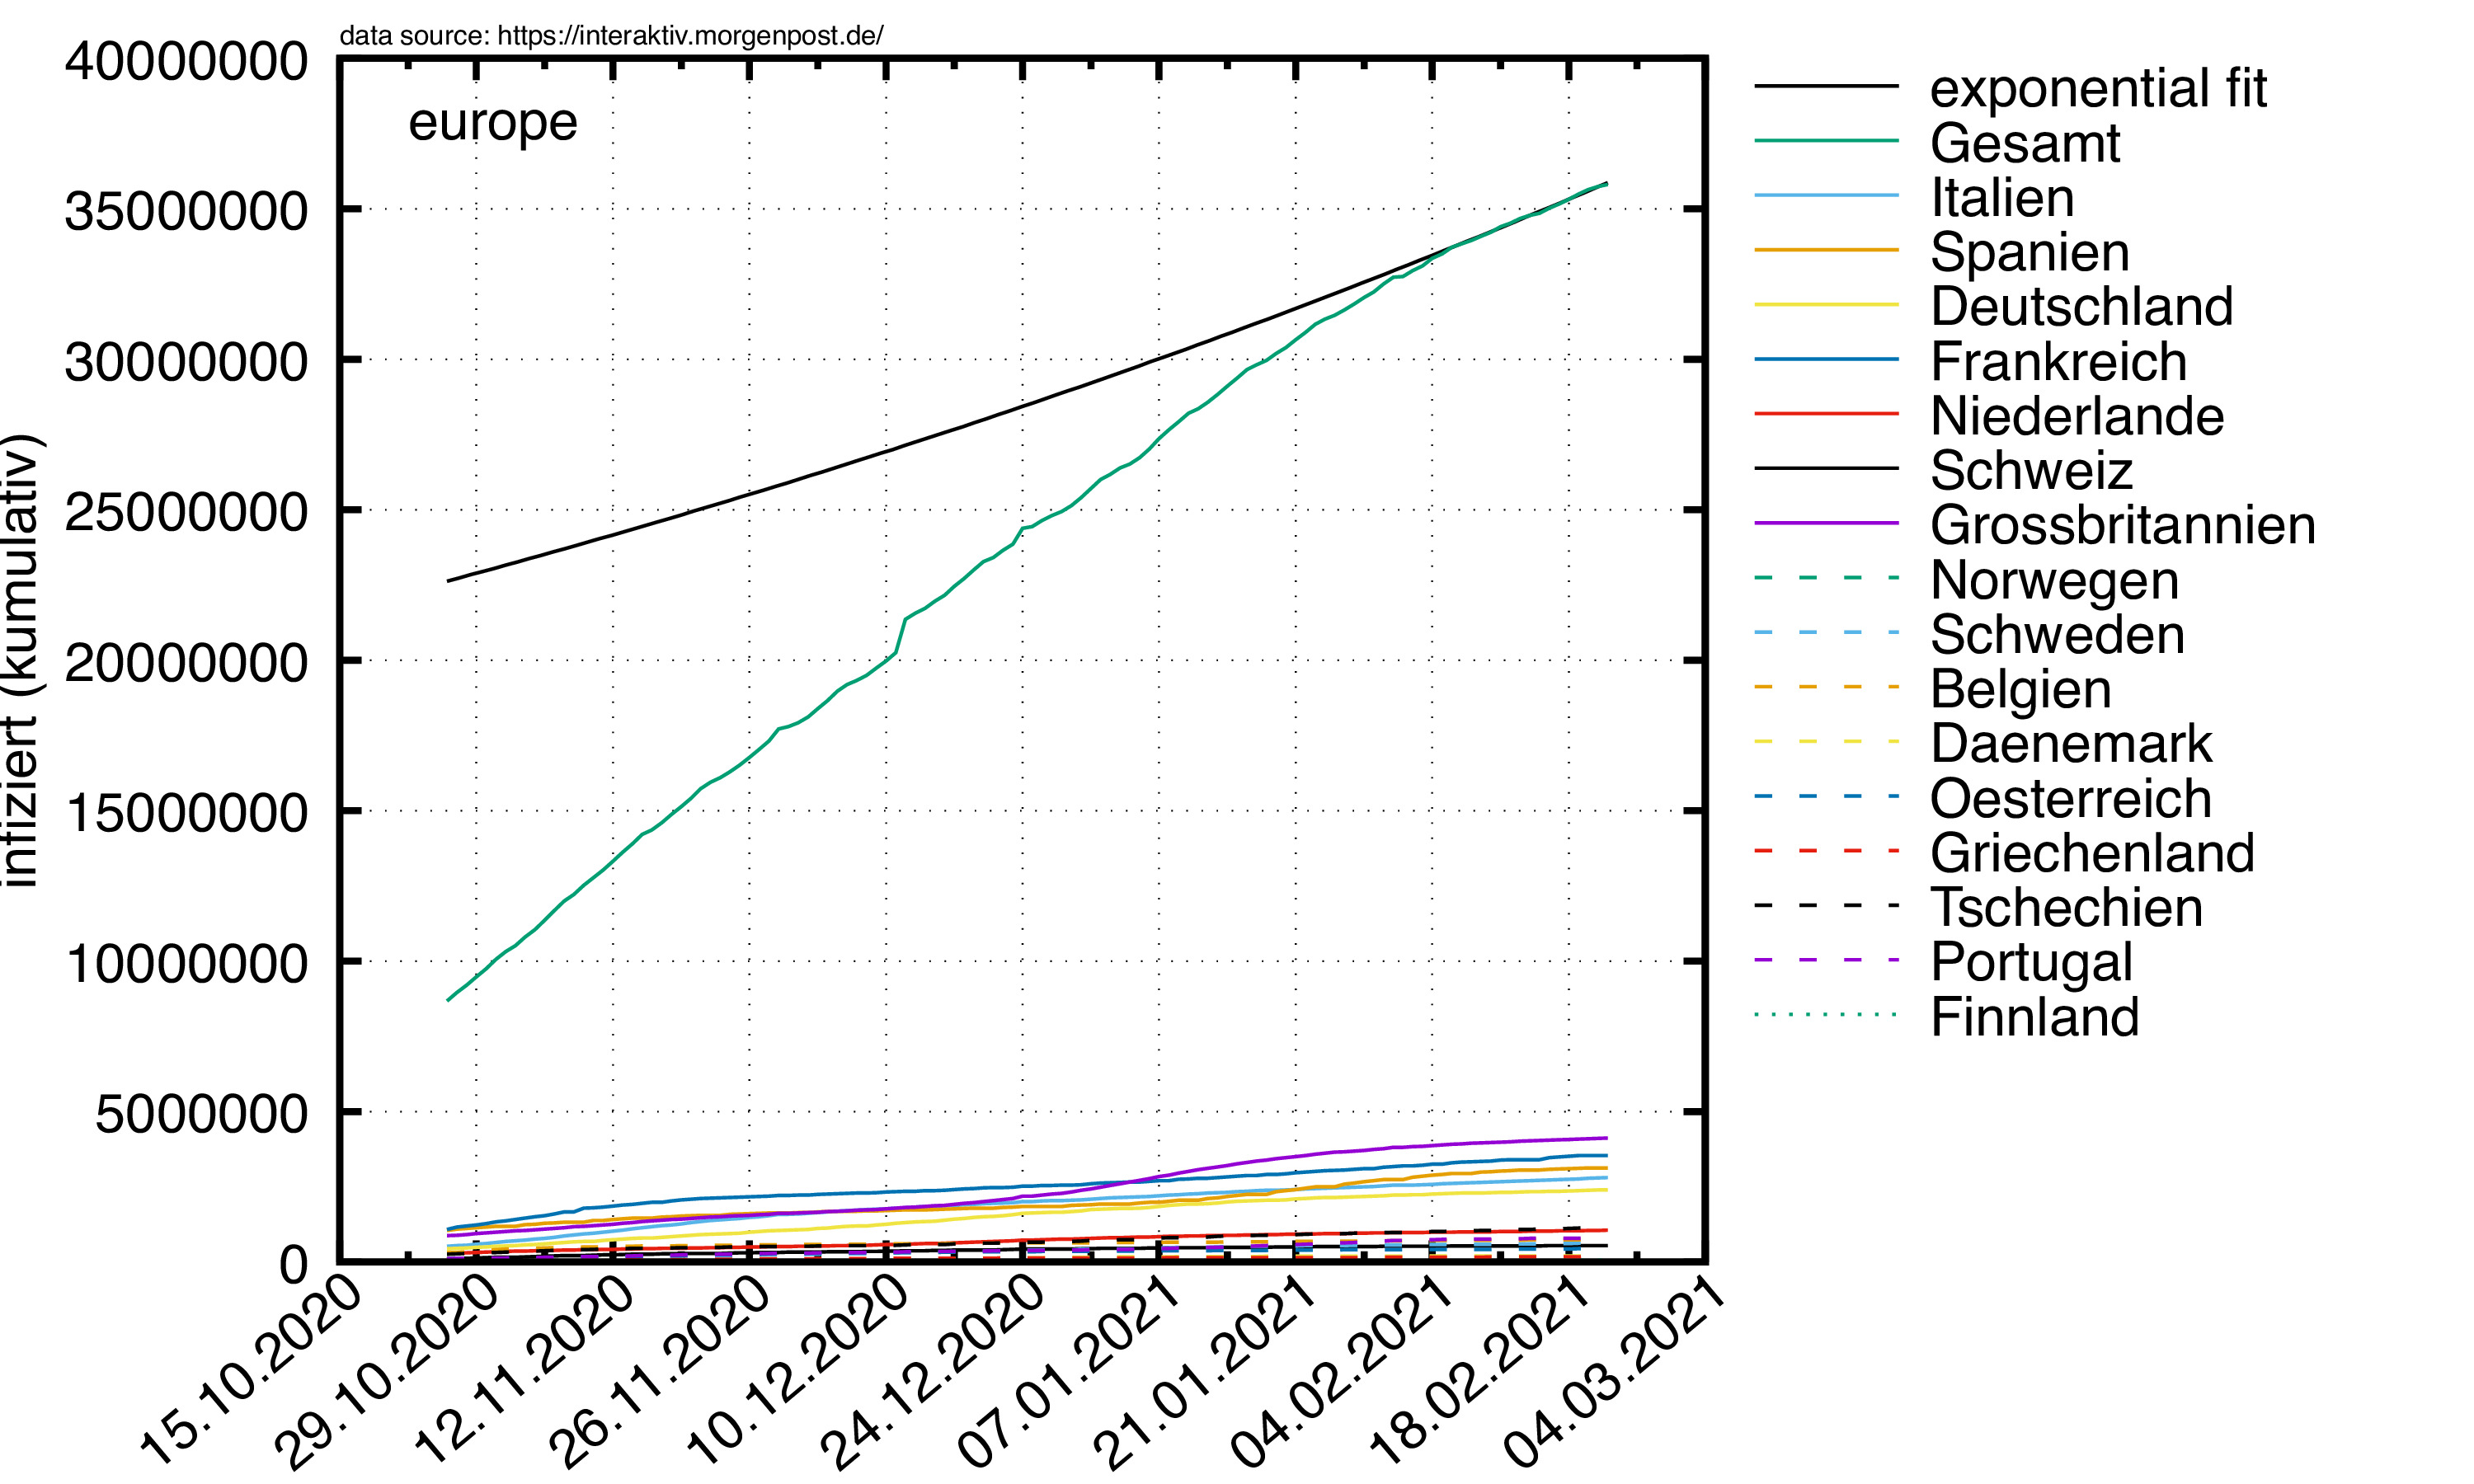 data source: https://interaktiv.morgenpost.de/
europe
infiziert (kumulativ)
40000000
35000000
30000000
25000000
20000000
15000000
10000000
5000000
0
15.10.2020
29.10.2020
12.11.2020
26.11.2020
10.12.2020
24.12.2020
07.01.2021
21.01.2021
04.02.2021
18.02.2021
04.03.2021
exponential fit
Gesamt
Italien
Spanien
Deutschland
Frankreich
Niederlande
Schweiz
Grossbritannien
Norwegen
Schweden
Belgien
Daenemark
Oesterreich
Griechenland
Tschechien
Portugal
Finnland